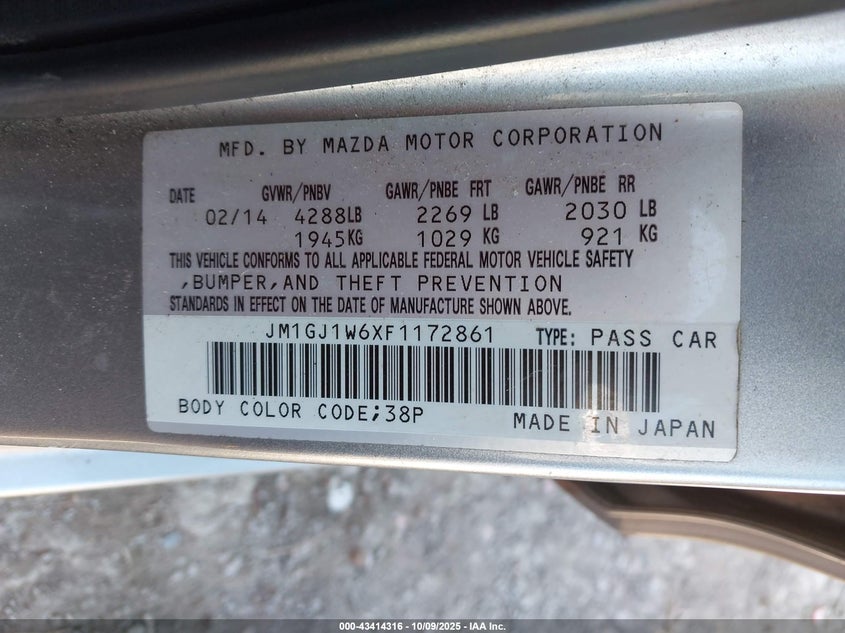 MFD. BY MAZDA MOTOR CORPORATION
DATE GVWR/PNBV GAWR/PNBE FRT GAWR/PNBE RR
02/14 4288LB 2269 LB 2030 LB
1945KG 1029 KG 921 KG
THIS VEHICLE CONFORMS TO ALL APPLICABLE FEDERAL MOTOR VEHICLE SAFETY
,BUMPER,AND THEFT PREVENTION
STANDARDS IN EFFECT ON THE DATE OF MANUFACTURE SHOWN ABOVE.
JM1GJ1W6XF1172861 TYPE: PASS CAR
BODY COLOR CODE;38P
MADE IN JAPAN
000-43414316 - 10/09/2025 - IAA Inc.